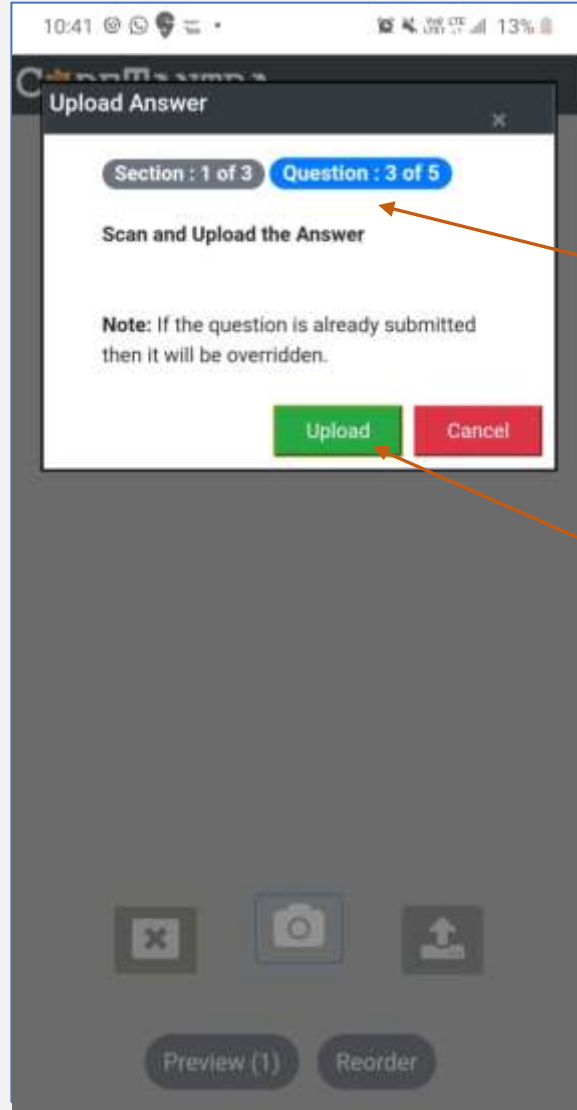 10:41
13%
CODETANTRA
Upload Answer
×
Section : 1 of 3 Question : 3 of 5
Scan and Upload the Answer
Note: If the question is already submitted
then it will be overridden.
Upload Cancel
Preview (1) Reorder